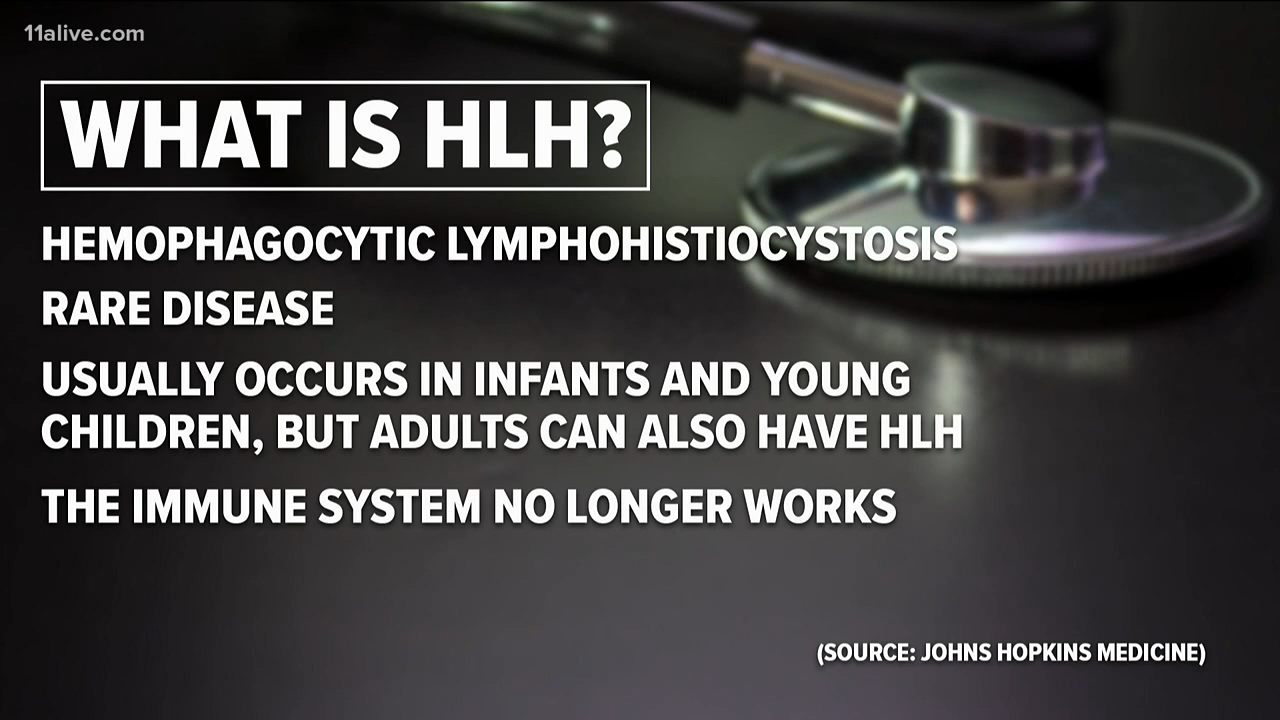 11alive.com
WHAT IS HLH?
HEMOPHAGOCYTIC LYMPHOHISTIOCYSTOSIS
RARE DISEASE
USUALLY OCCURS IN INFANTS AND YOUNG
CHILDREN, BUT ADULTS CAN ALSO HAVE HLH
THE IMMUNE SYSTEM NO LONGER WORKS
(SOURCE: JOHNS HOPKINS MEDICINE)